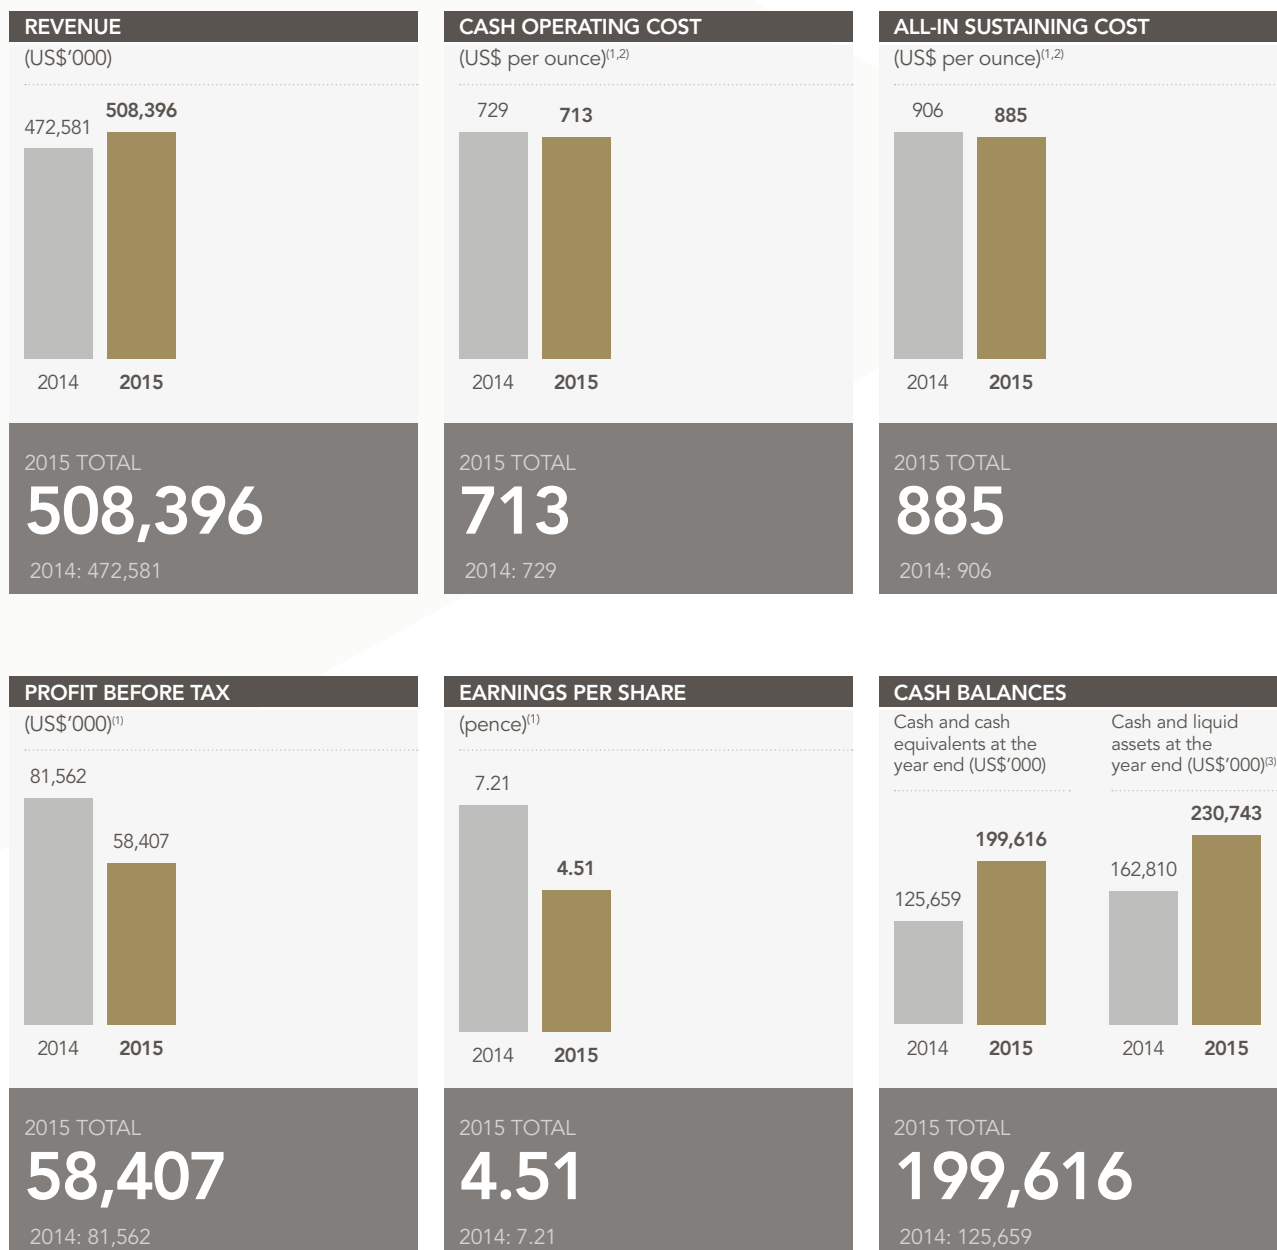 REVENUE
(US$'000)
472,581
508,396
2014
2015
2015 TOTAL
508,396
2014: 472,581
CASH OPERATING COST
(US$ per ounce)(1,2)
729
713
2014
2015
2015 TOTAL
713
2014: 729
ALL-IN SUSTAINING COST
(US$ per ounce)(1,2)
906
885
2014
2015
2015 TOTAL
885
2014: 906
PROFIT BEFORE TAX
(US$'000)(1)
81,562
58,407
2014
2015
2015 TOTAL
58,407
2014: 81,562
EARNINGS PER SHARE
(pence)(1)
7.21
4.51
2014
2015
2015 TOTAL
4.51
2014: 7.21
CASH BALANCES
Cash and cash
equivalents at the
year end (US$'000)
125,659
199,616
2014
2015
Cash and liquid
assets at the
year end (US$'000)(3)
162,810
230,743
2014
2015
2015 TOTAL
199,616
2014: 125,659